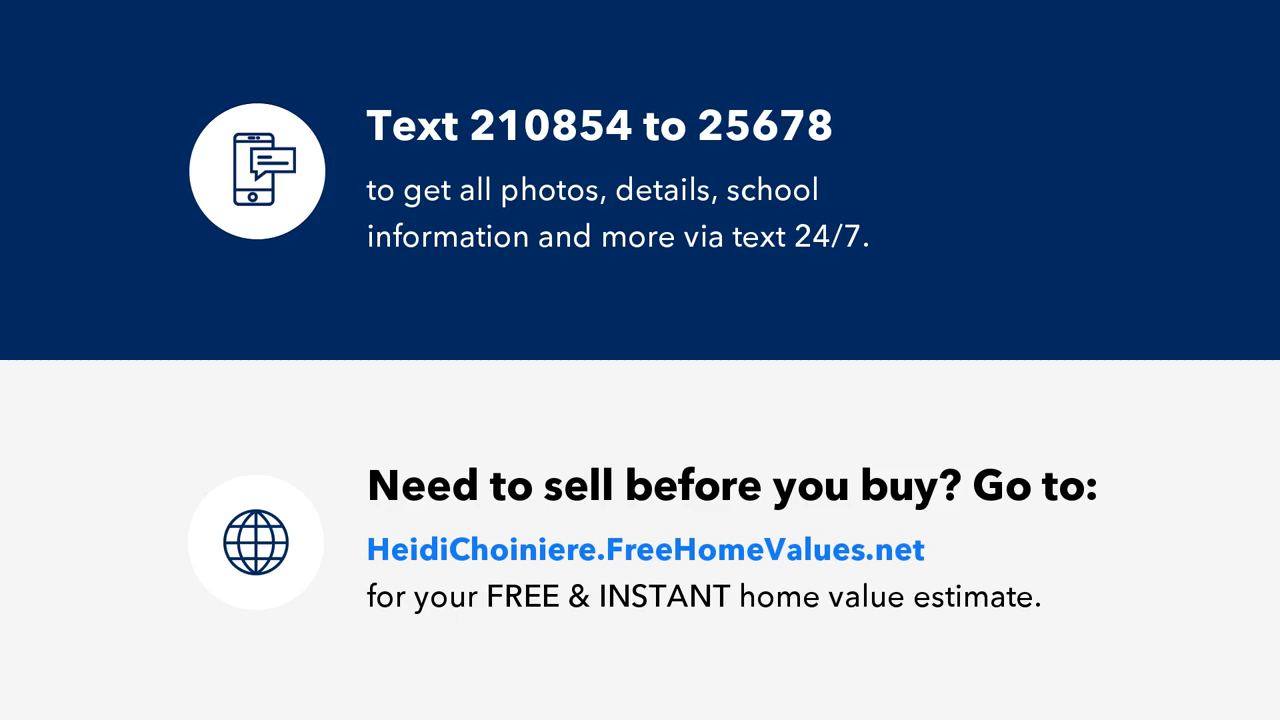 Text 210854 to 25678
to get all photos, details, school
information and more via text 24/7.
Need to sell before you buy? Go to:
HeidiChoiniere.FreeHomeValues.net
for your FREE & INSTANT home value estimate.